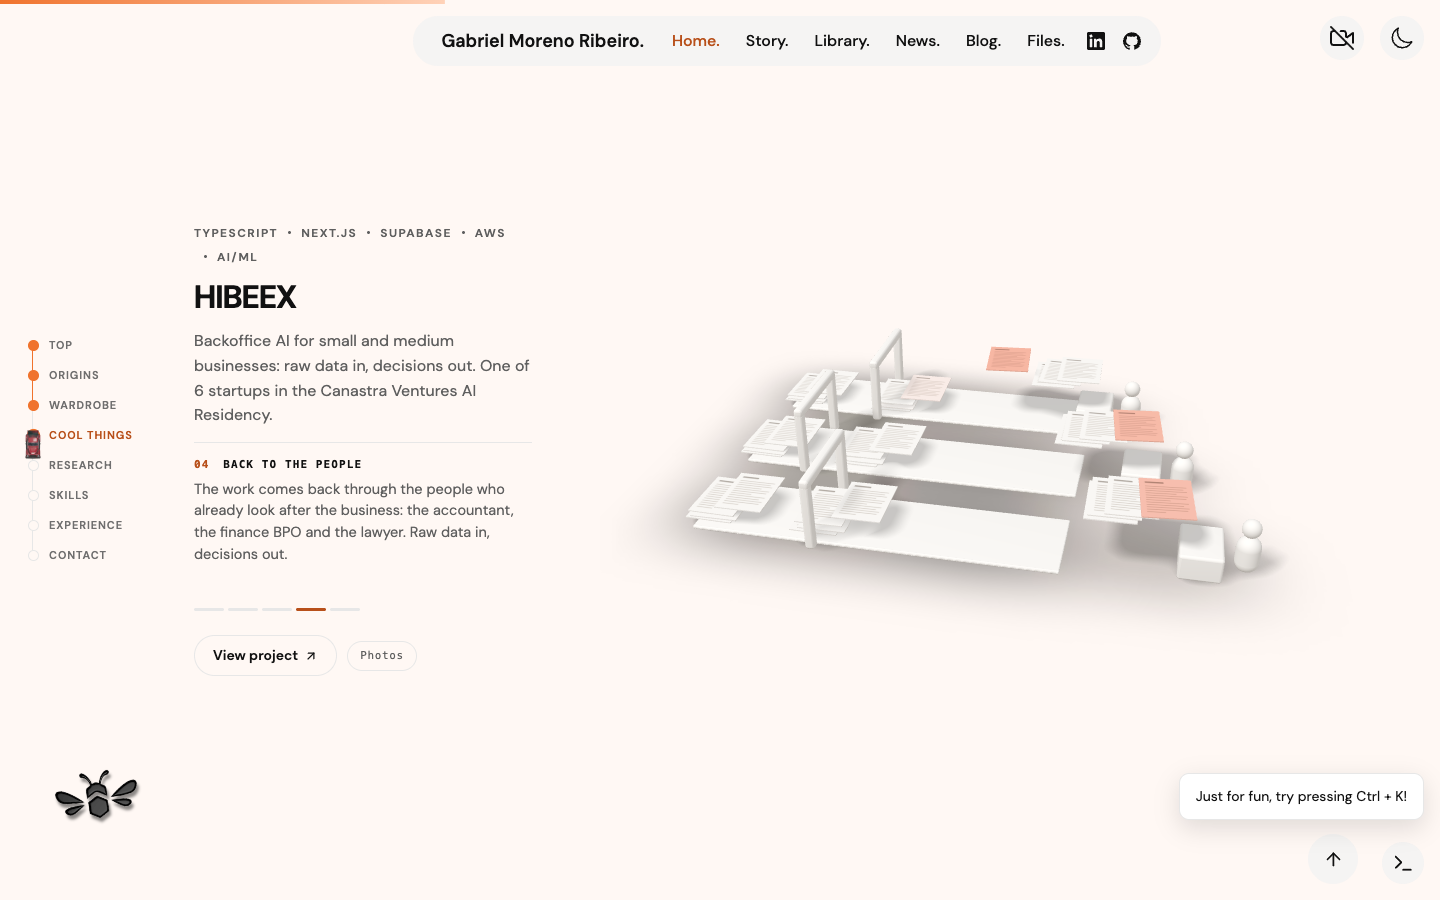 Gabriel Moreno Ribeiro.
Home.
Story.
Library.
News.
Blog.
Files.
TYPESCRIPT • NEXT.JS • SUPABASE • AWS
• AI/ML
HIBEEX
Backoffice AI for small and medium
businesses: raw data in, decisions out. One of
6 startups in the Canastra Ventures AI
Residency.
04 BACK TO THE PEOPLE
The work comes back through the people who
already look after the business: the accountant,
the finance BPO and the lawyer. Raw data in,
decisions out.
View project
Photos
TOP
ORIGINS
WARDROBE
COOL THINGS
RESEARCH
SKILLS
EXPERIENCE
CONTACT
Just for fun, try pressing Ctrl + K!